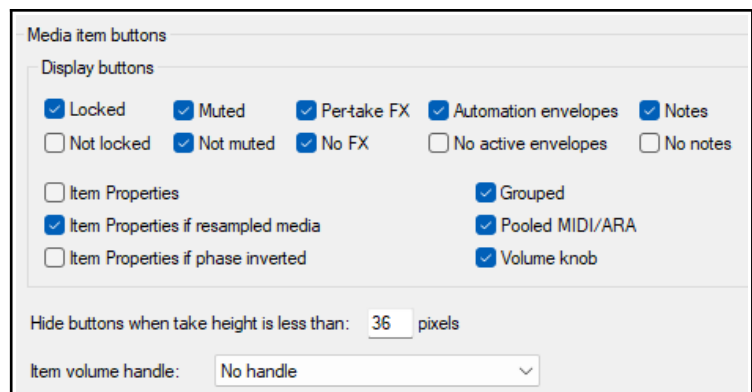 Media item buttons
Display buttons
Locked Muted Per-take FX Automation envelopes Notes
Not locked Not muted No FX No active envelopes No notes
Item Properties Grouped
Item Properties if resampled media Pooled MIDI/ARA
Item Properties if phase inverted Volume knob
Hide buttons when take height is less than: 36 pixels
Item volume handle: No handle